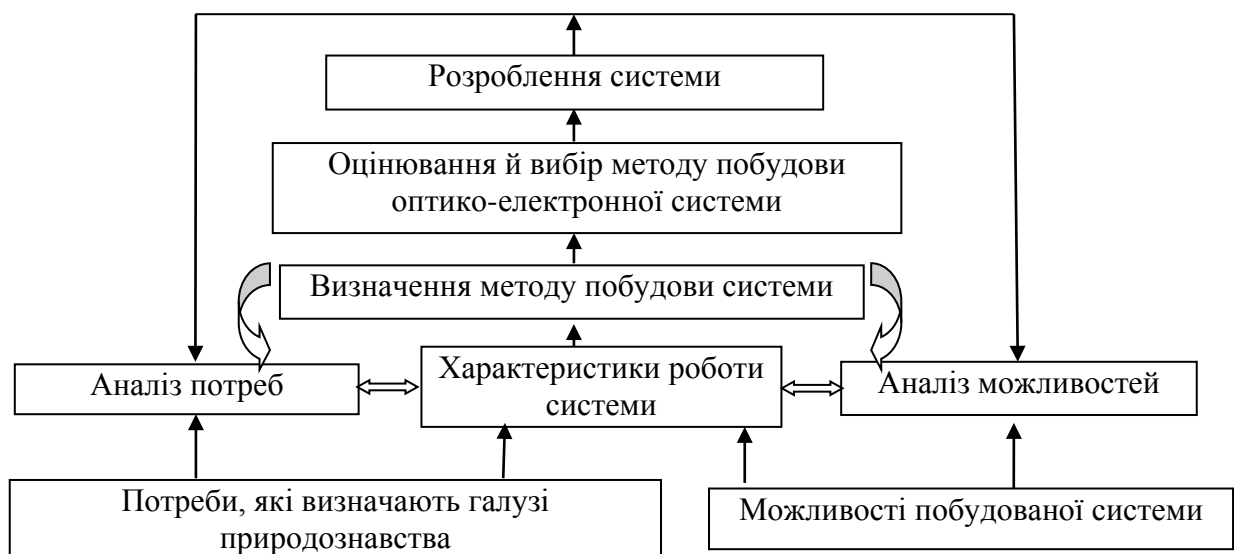 Розроблення системи
Оцінювання й вибір методу побудови
оптико-електронної системи
Визначення методу побудови системи
Аналіз потреб
Характеристики роботи
системи
Аналіз можливостей
Потреби, які визначають галузі
природознавства
Можливості побудованої системи